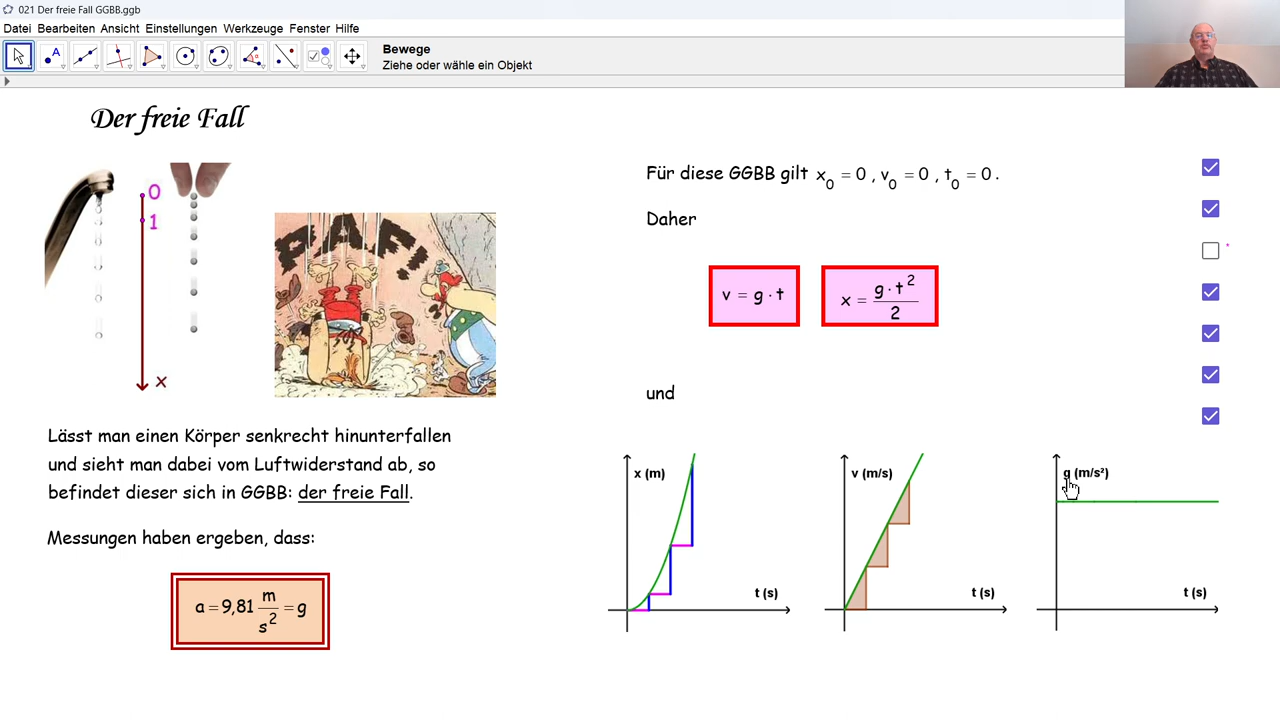 021 Der freie Fall GGBB.ggb
Datei Bearbeiten Ansicht Einstellungen Werkzeuge Fenster Hilfe
A
Bewege
Ziehe oder wähle ein Objekt
Der freie Fall
0
1
x
PAF!
Lässt man einen Körper senkrecht hinunterfallen
und sieht man dabei vom Luftwiderstand ab, so
befindet dieser sich in GGBB: der freie Fall.
Messungen haben ergeben, dass:
a = 9,81 m/s² = g
Für diese GGBB gilt x₀ = 0 , v₀ = 0 , t₀ = 0 .
Daher
v = g · t
x = g · t² / 2
und
x (m)
t (s)
v (m/s)
t (s)
g (m/s²)
t (s)